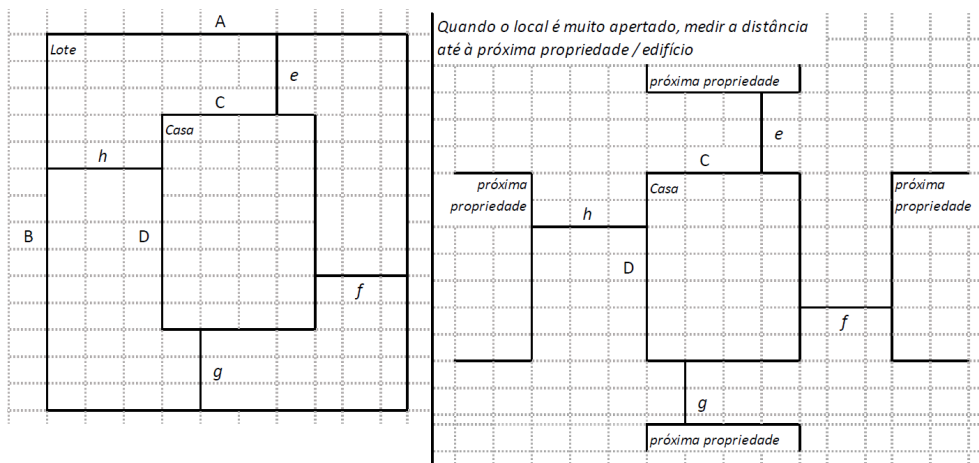 A
Lote
e
C
Casa
h
B
D
f
g
Quando o local é muito apertado, medir a distância
até à próxima propriedade / edifício
próxima propriedade
e
C
próxima
propriedade
Casa
próxima
propriedade
h
D
f
g
próxima propriedade